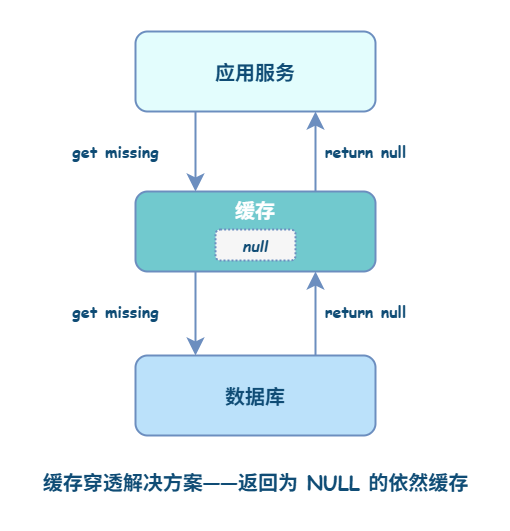 应用服务
get missing
return null
缓存
null
get missing
return null
数据库
缓存穿透解决方案——返回为 NULL 的依然缓存